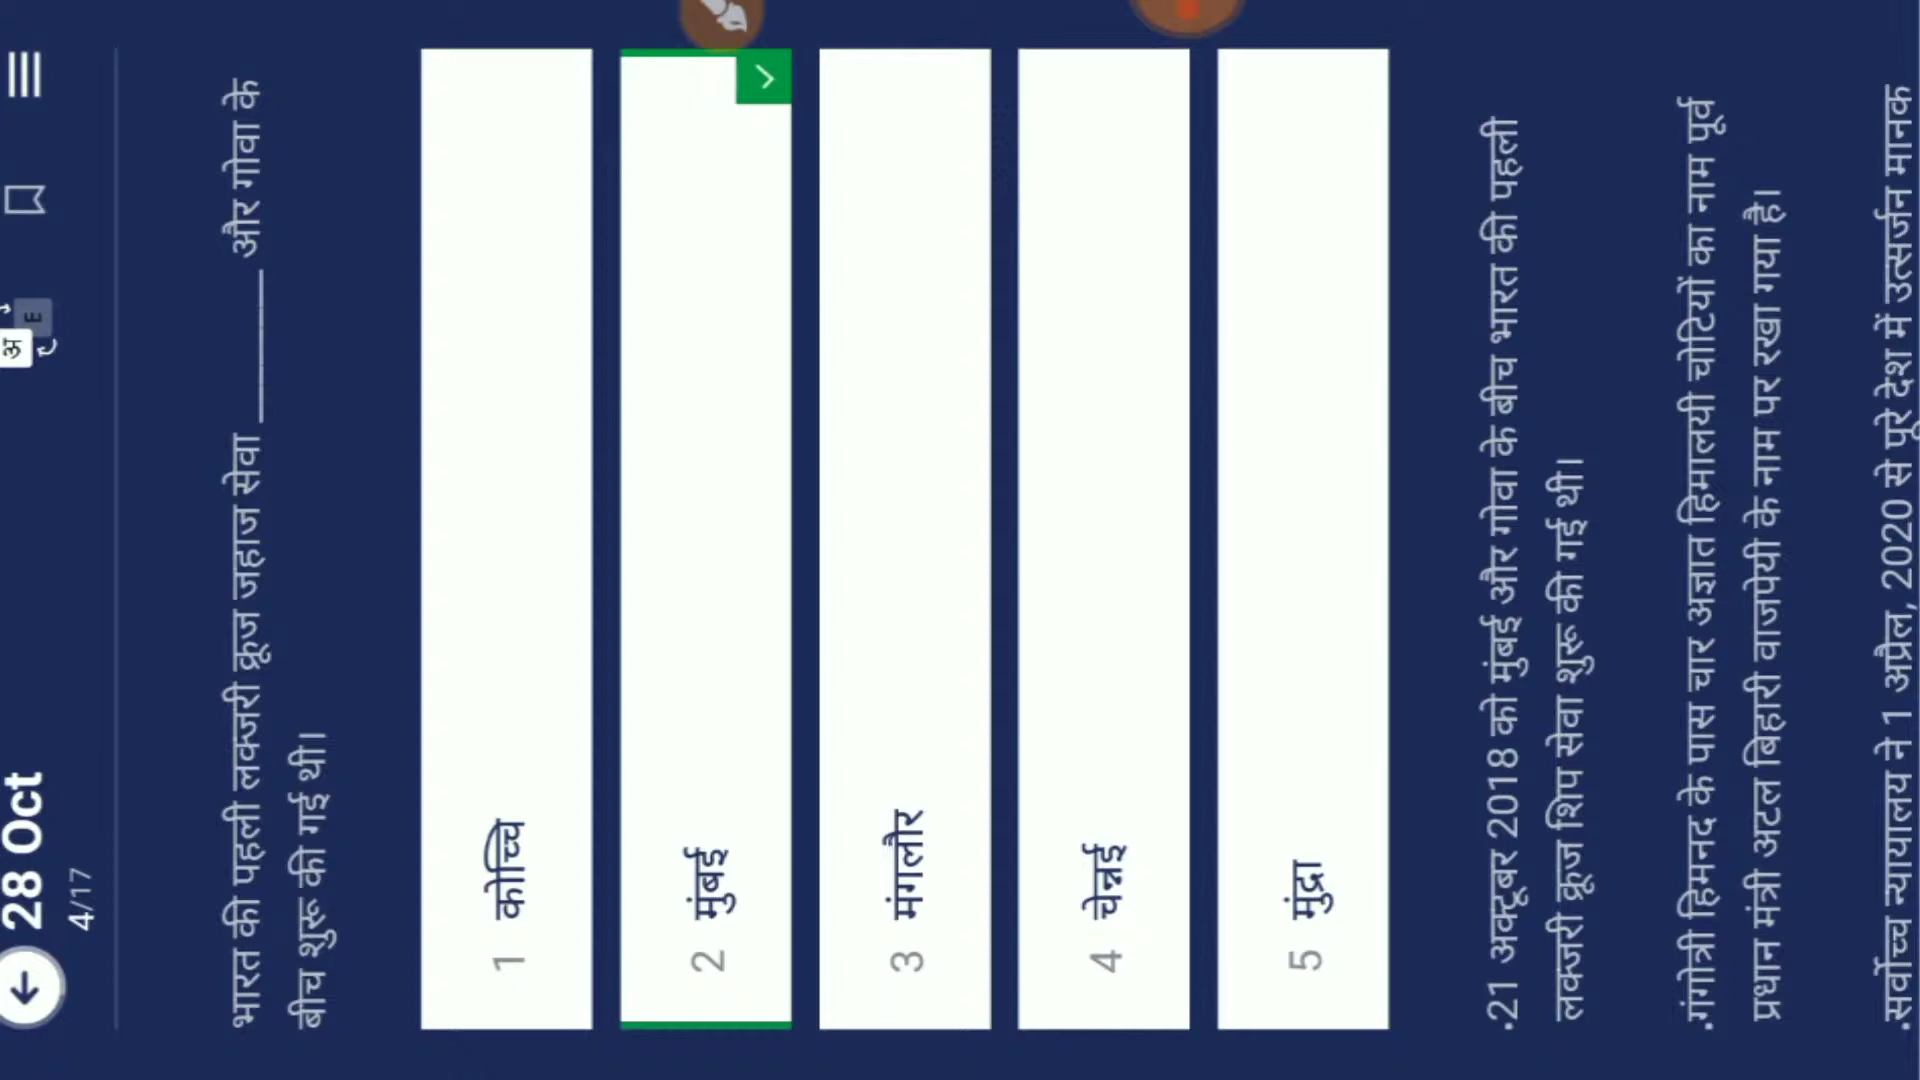 28 Oct
4/17
अ
E
भारत की पहली लक्जरी क्रूज जहाज सेवा ________ और गोवा के
बीच शुरू की गई थी।
1 कोच्चि
2 मुंबई
3 मंगलौर
4 चेन्नई
5 मुंद्रा
•21 अक्टूबर 2018 को मुंबई और गोवा के बीच भारत की पहली
लक्जरी क्रूज शिप सेवा शुरू की गई थी।
•गंगोत्री हिमनद के पास चार अज्ञात हिमालयी चोटियों का नाम पूर्व
प्रधान मंत्री अटल बिहारी वाजपेयी के नाम पर रखा गया है।
•सर्वोच्च न्यायालय ने 1 अप्रैल, 2020 से पूरे देश में उत्सर्जन मानक